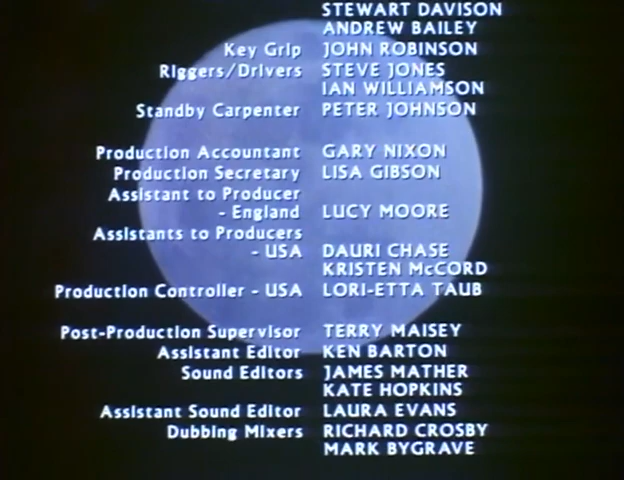 STEWART DAVISON
ANDREW BAILEY
Key Grip JOHN ROBINSON
Riggers/Drivers STEVE JONES
IAN WILLIAMSON
Standby Carpenter PETER JOHNSON
Production Accountant GARY NIXON
Production Secretary LISA GIBSON
Assistant to Producer
- England LUCY MOORE
Assistants to Producers
- USA DAURI CHASE
KRISTEN McCORD
Production Controller - USA LORI-ETTA TAUB
Post-Production Supervisor TERRY MAISEY
Assistant Editor KEN BARTON
Sound Editors JAMES MATHER
KATE HOPKINS
Assistant Sound Editor LAURA EVANS
Dubbing Mixers RICHARD CROSBY
MARK BYGRAVE